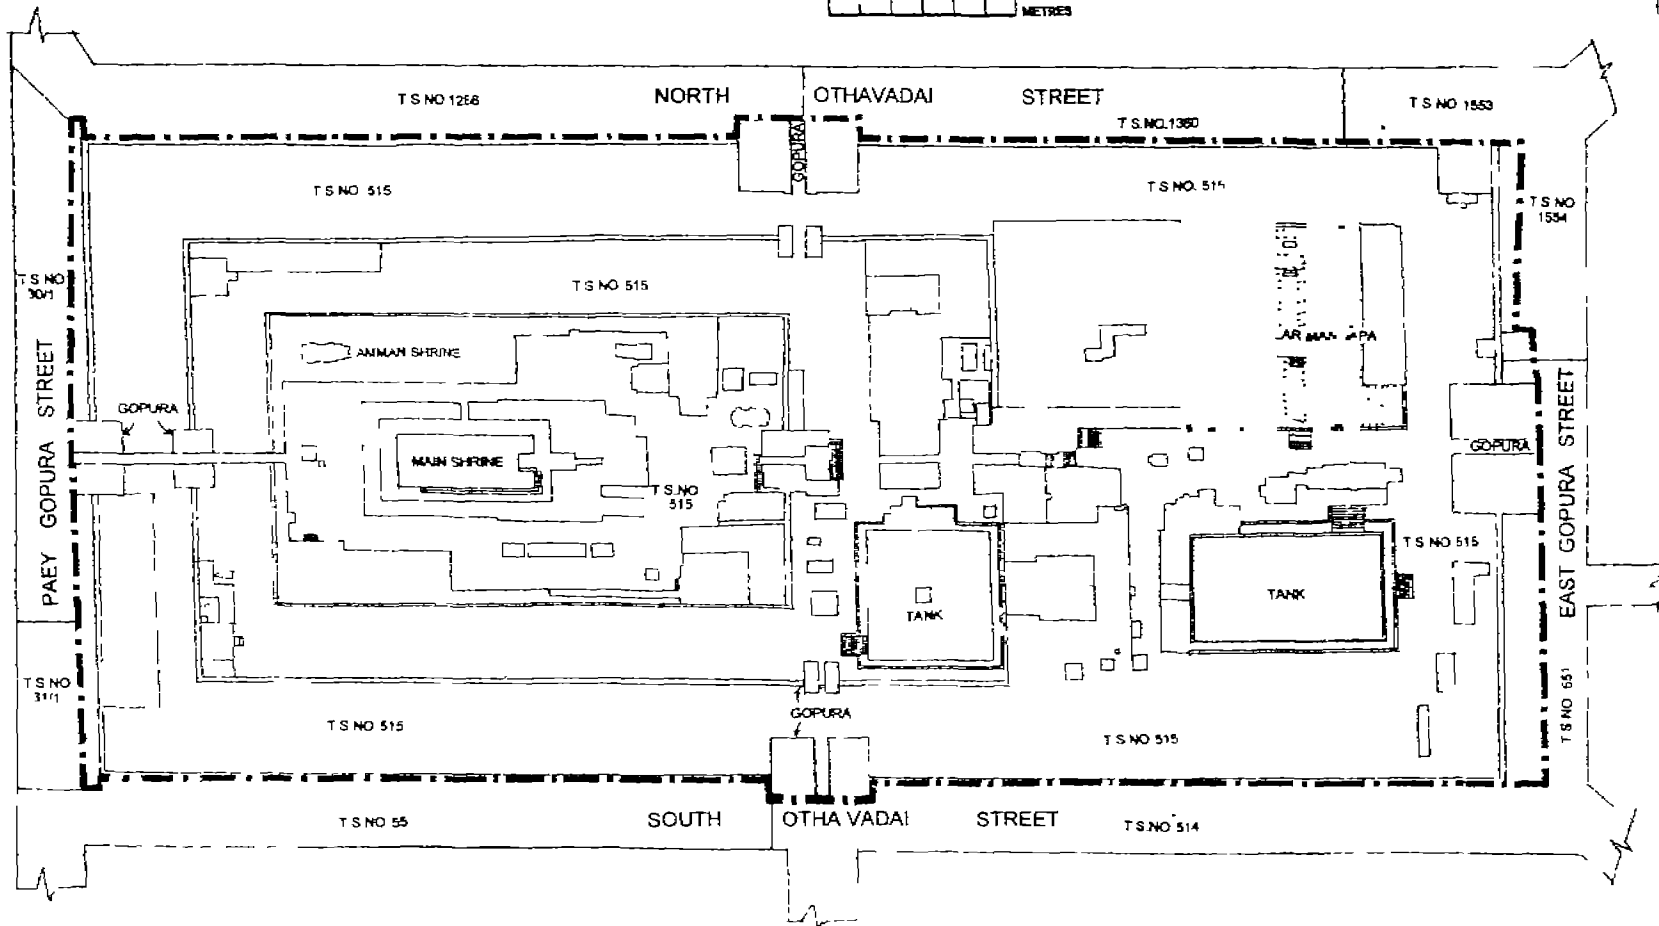 METRES
T S NO 1266
NORTH OTHAVADAI STREET
T S NO 1553
T S.NO.1360
GOPURA
T S NO 515
T S NO. 515
T S NO
1554
T S NO
30/1
T S NO 515
AMMAN SHRINE
PAEY GOPURA STREET
GOPURA
MAIN SHRINE
T S.NO
515
GOPURA
EAST GOPURA STREET
T S NO 515
TANK
TANK
T S NO
31/1
T S NO 551
GOPURA
T S NO 515
T S NO 515
T S NO 55
SOUTH OTHA VADAI STREET
T S.NO 514